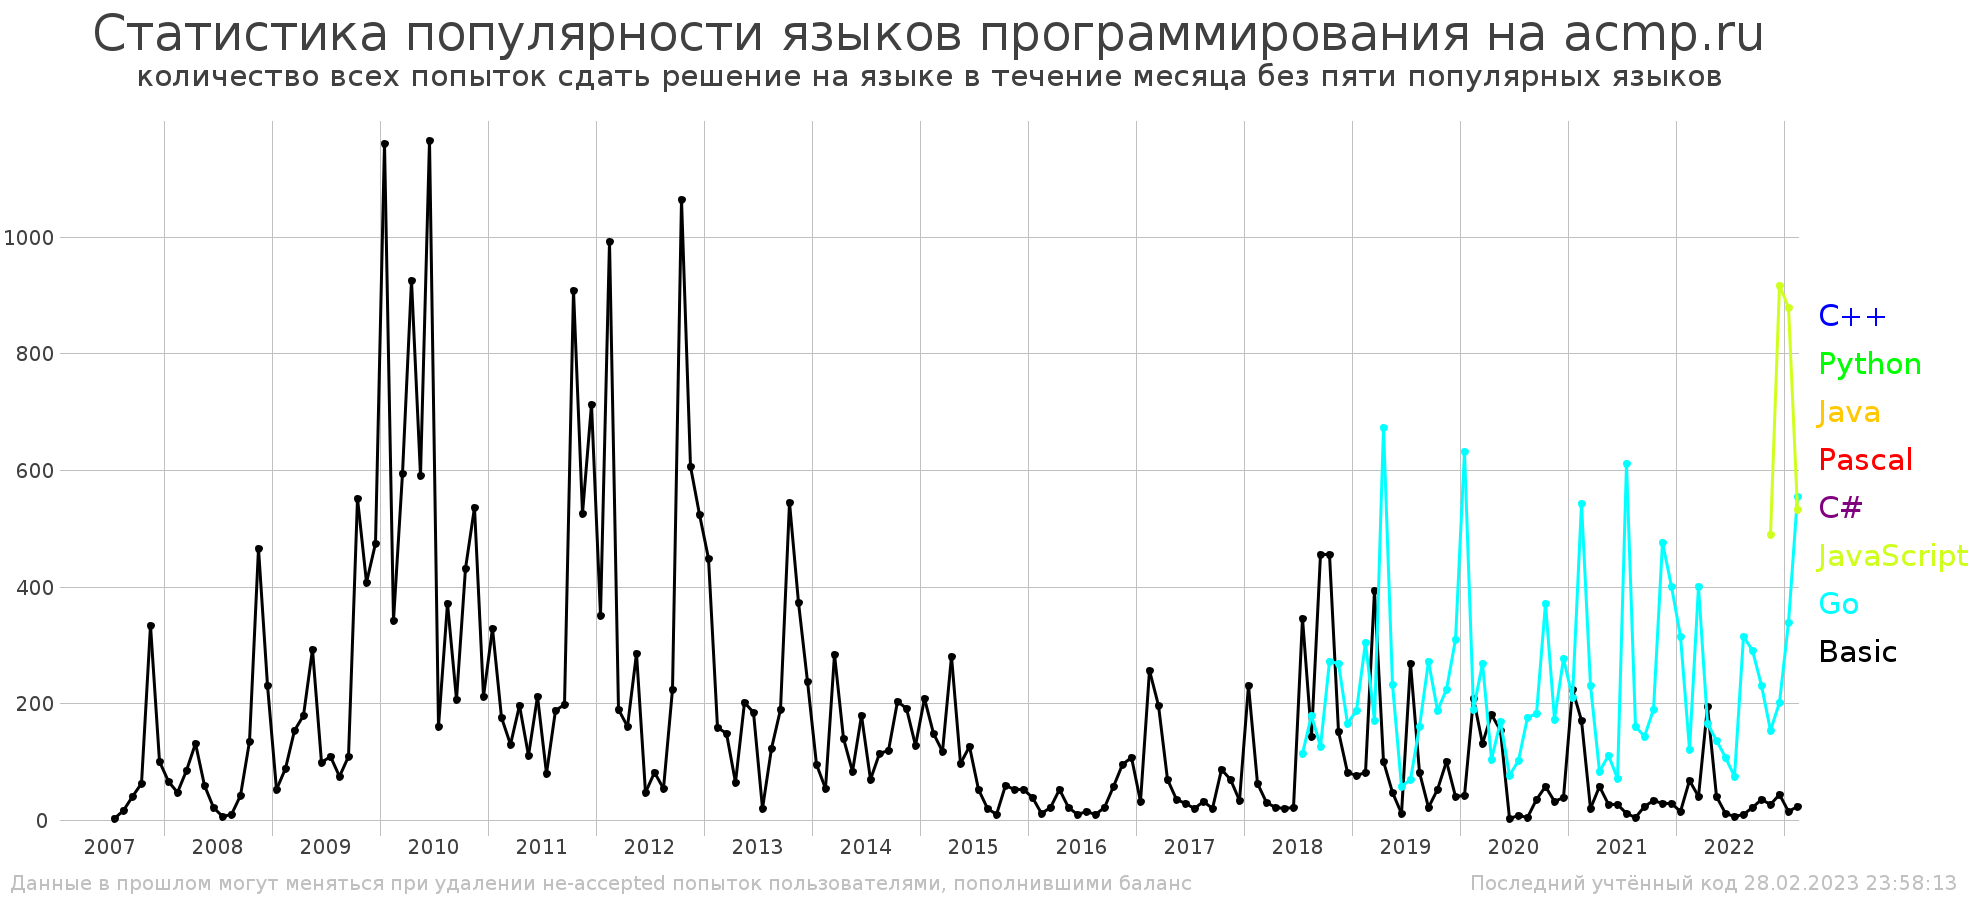 Статистика популярности языков программирования на acmp.ru
количество всех попыток сдать решение на языке в течение месяца без пяти популярных языков
1000
800
600
400
200
0
2007 2008 2009 2010 2011 2012 2013 2014 2015 2016 2017 2018 2019 2020 2021 2022
C++
Python
Java
Pascal
C#
JavaScript
Go
Basic
Данные в прошлом могут меняться при удалении не-accepted попыток пользователями, пополнившими баланс
Последний учтённый код 28.02.2023 23:58:13